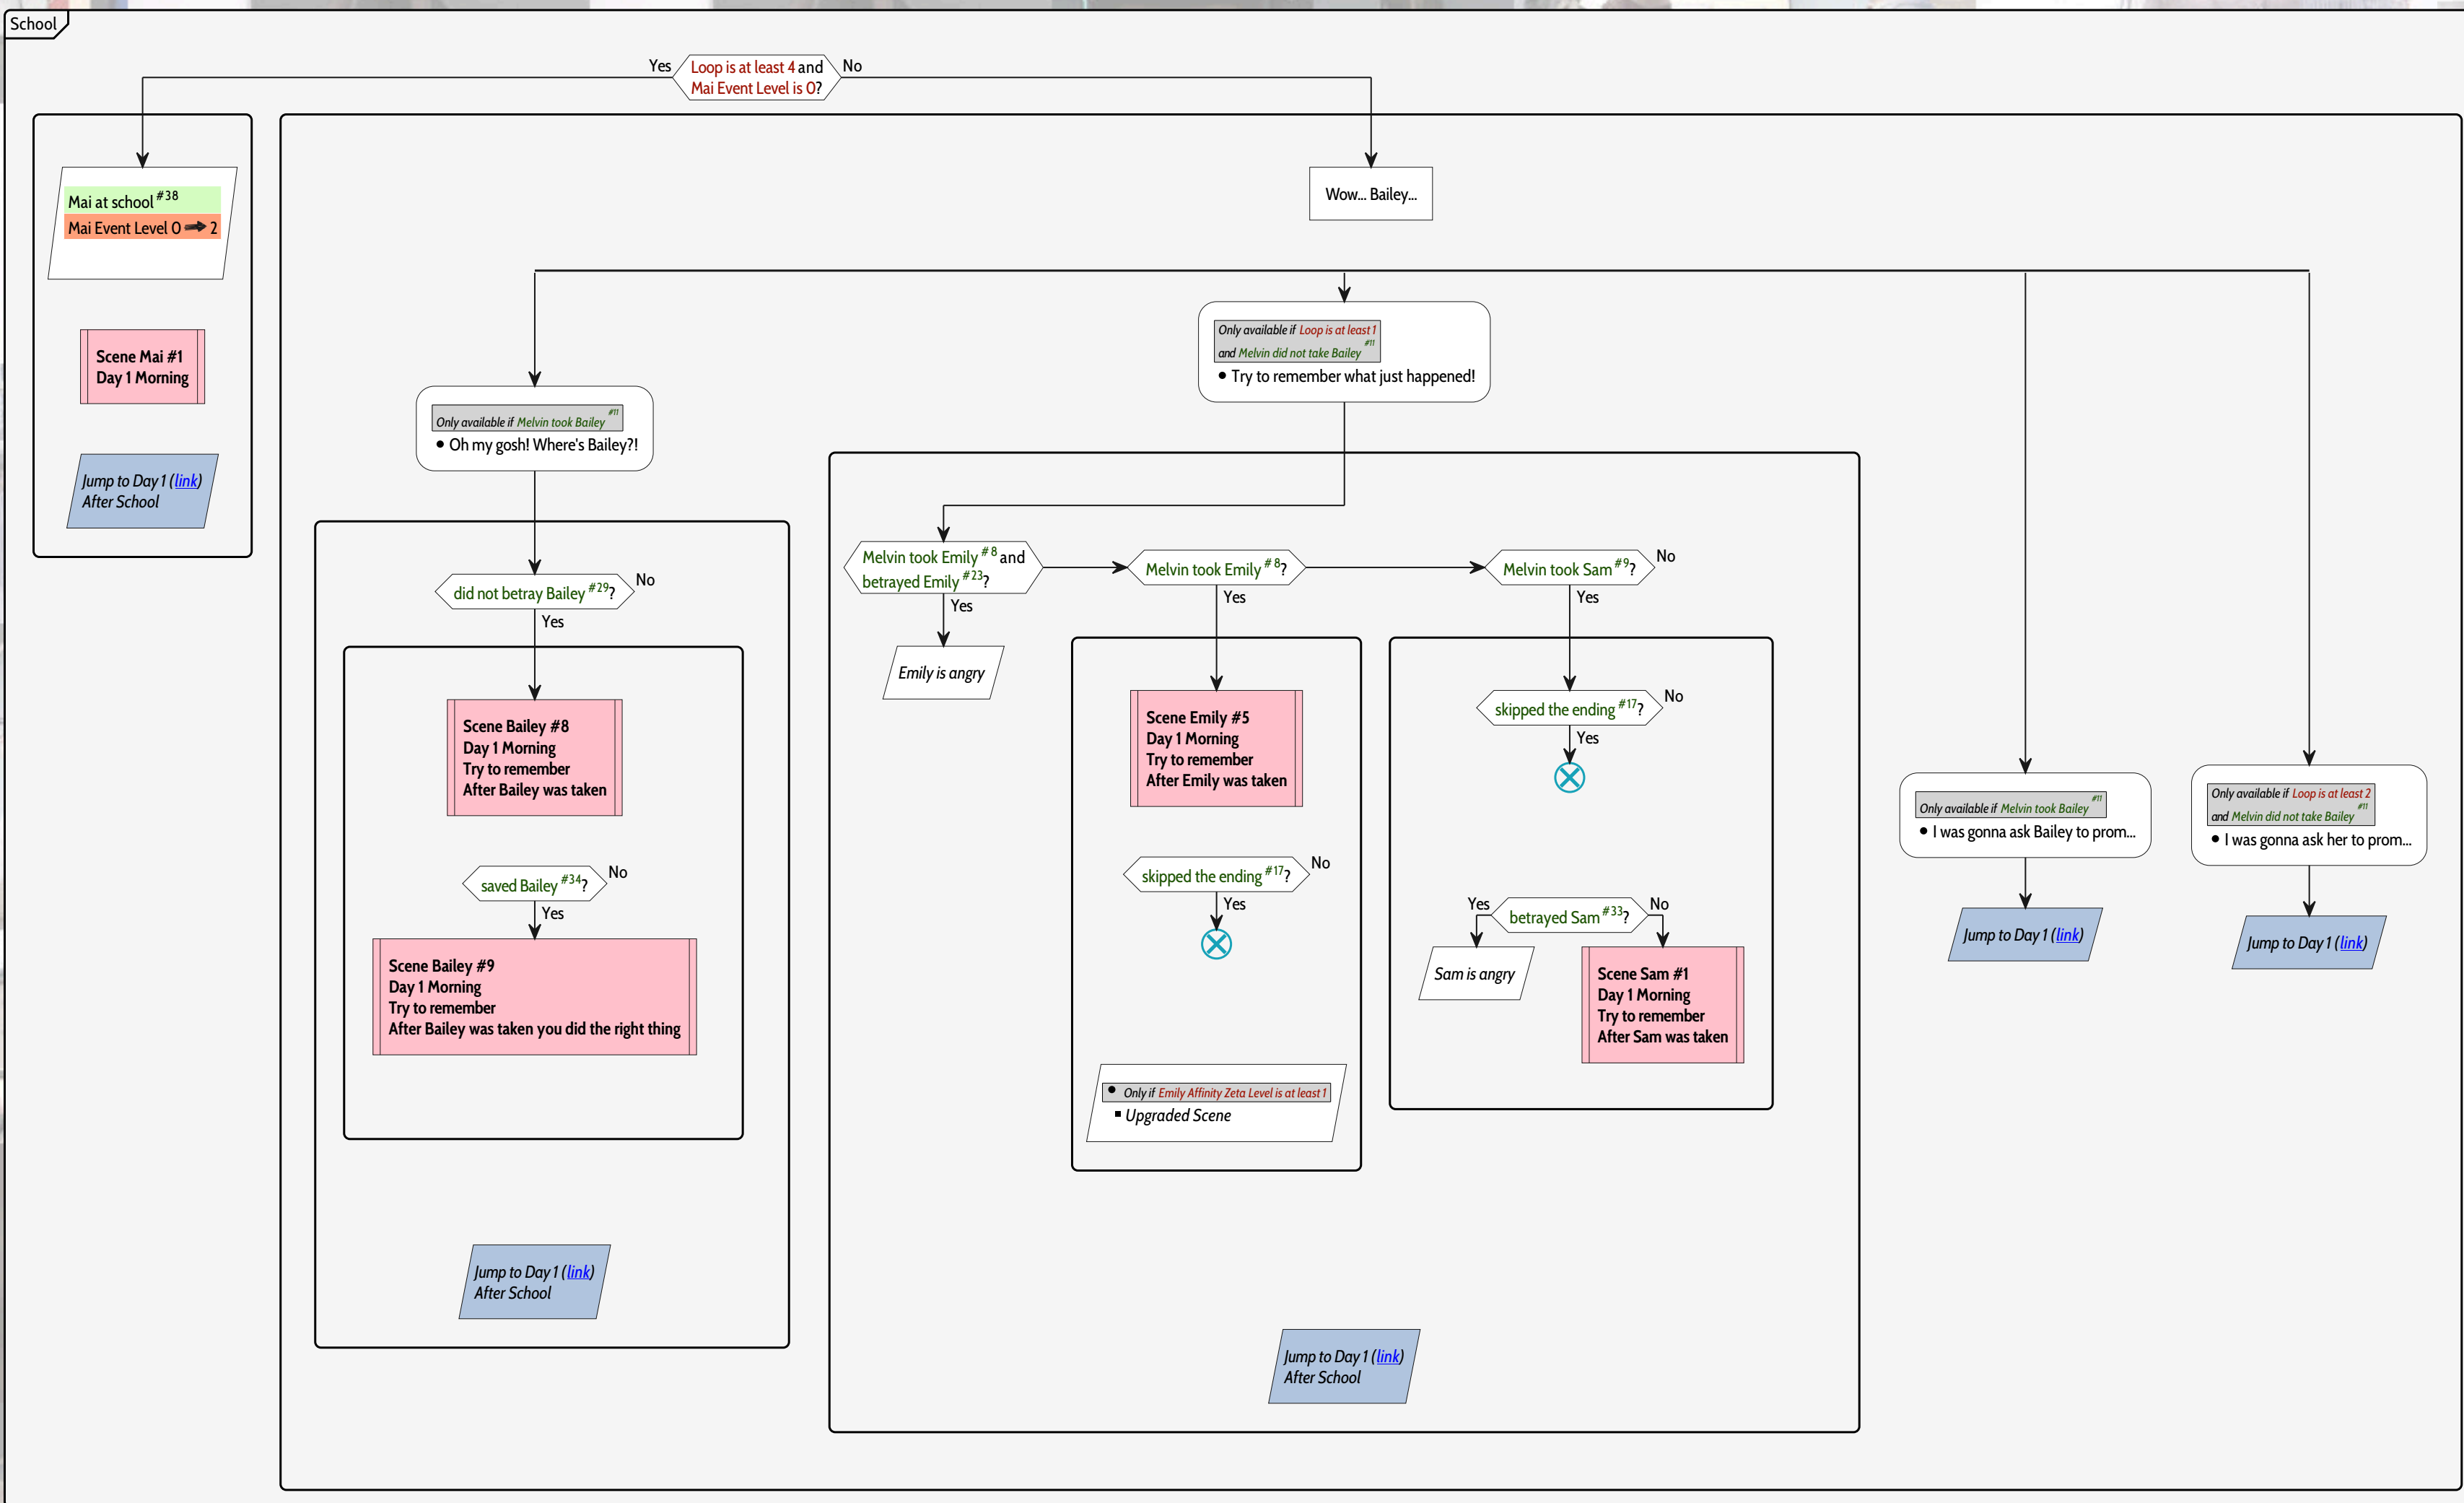 School
Yes
Loop is at least 4 and
Mai Event Level is 0?
No
Mai at school #38
Mai Event Level 0 ➡ 2
Scene Mai #1
Day 1 Morning
Jump to Day 1 (link)
After School
Wow... Bailey...
Only available if Melvin took Bailey #11
• Oh my gosh! Where's Bailey?!
did not betray Bailey #29?
No
Yes
Scene Bailey #8
Day 1 Morning
Try to remember
After Bailey was taken
saved Bailey #34?
No
Yes
Scene Bailey #9
Day 1 Morning
Try to remember
After Bailey was taken you did the right thing
Jump to Day 1 (link)
After School
Only available if Loop is at least 1
and Melvin did not take Bailey #11
• Try to remember what just happened!
Melvin took Emily #8 and
betrayed Emily #23?
Yes
Emily is angry
Melvin took Emily #8?
Yes
Scene Emily #5
Day 1 Morning
Try to remember
After Emily was taken
skipped the ending #17?
No
Yes
• Only if Emily Affinity Zeta Level is at least 1
▪ Upgraded Scene
Melvin took Sam #9?
No
Yes
skipped the ending #17?
No
Yes
Yes
betrayed Sam #33?
No
Sam is angry
Scene Sam #1
Day 1 Morning
Try to remember
After Sam was taken
Jump to Day 1 (link)
After School
Only available if Melvin took Bailey #11
• I was gonna ask Bailey to prom...
Jump to Day 1 (link)
Only available if Loop is at least 2
and Melvin did not take Bailey #11
• I was gonna ask her to prom...
Jump to Day 1 (link)